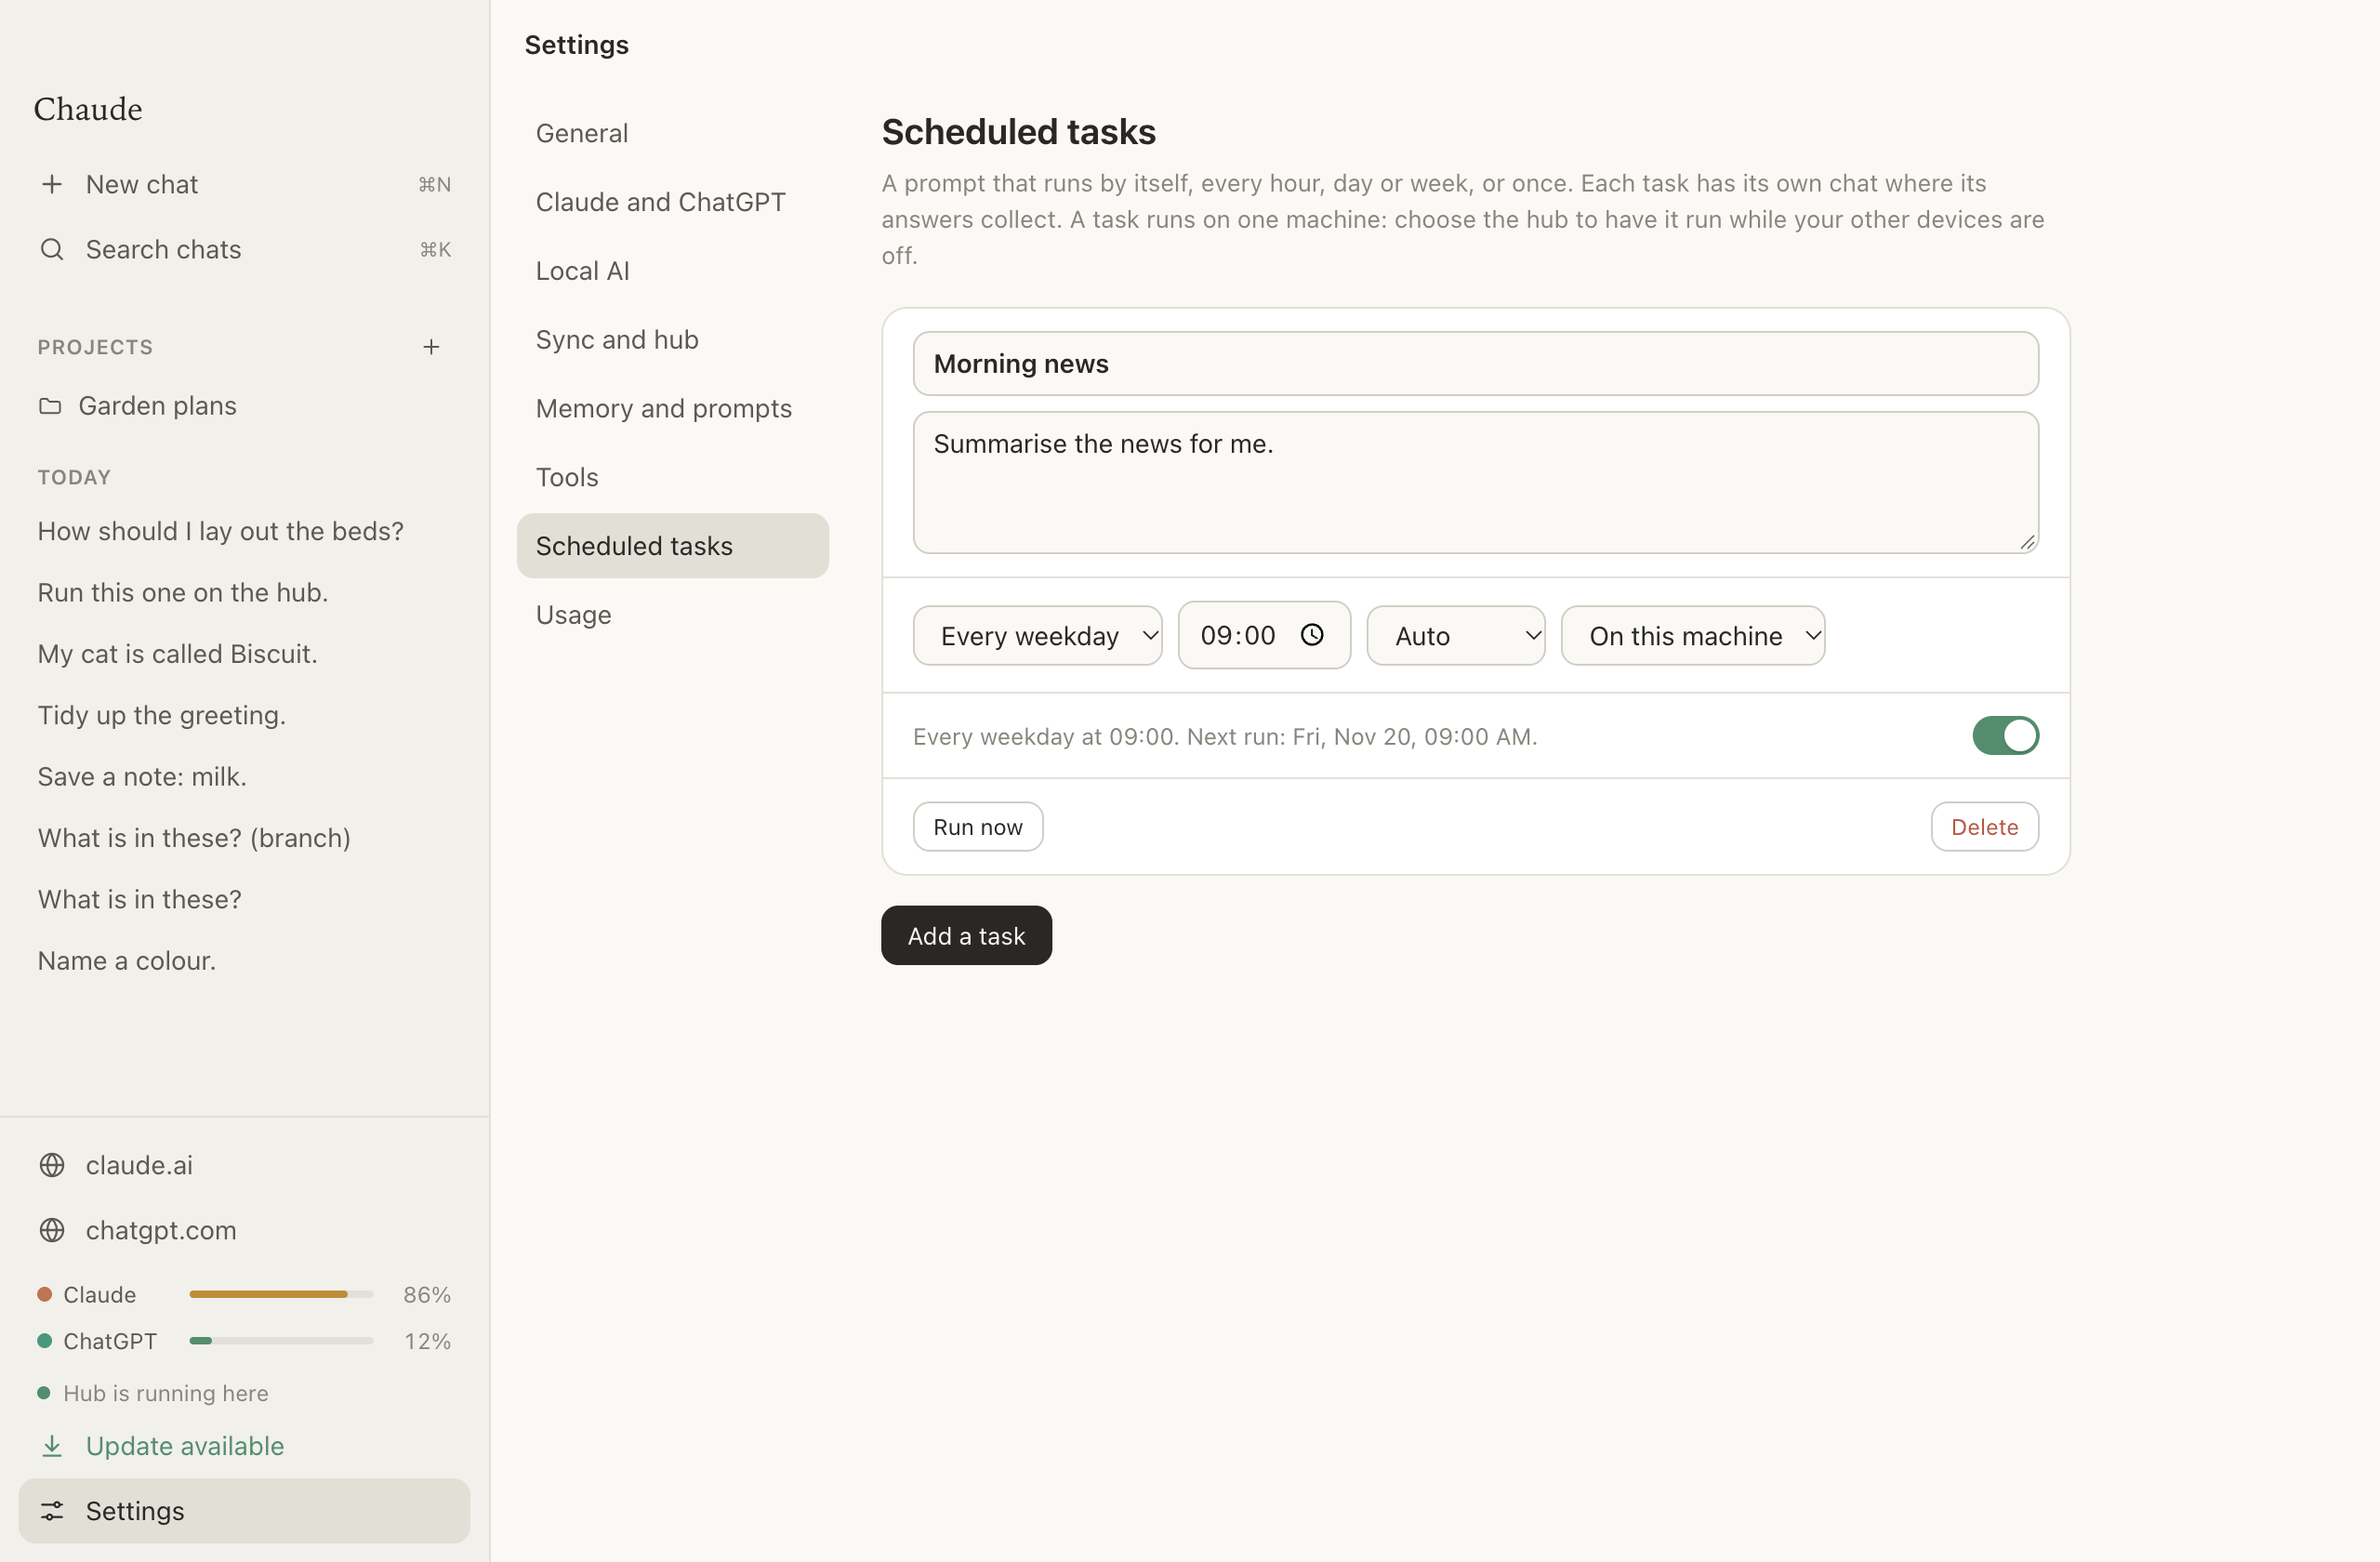 Chaude
New chat ⌘N
Search chats ⌘K
PROJECTS
Garden plans
TODAY
How should I lay out the beds?
Run this one on the hub.
My cat is called Biscuit.
Tidy up the greeting.
Save a note: milk.
What is in these? (branch)
What is in these?
Name a colour.
claude.ai
chatgpt.com
Claude 86%
ChatGPT 12%
Hub is running here
Update available
Settings
Settings
General
Claude and ChatGPT
Local AI
Sync and hub
Memory and prompts
Tools
Scheduled tasks
Usage
Scheduled tasks
A prompt that runs by itself, every hour, day or week, or once. Each task has its own chat where its
answers collect. A task runs on one machine: choose the hub to have it run while your other devices are
off.
Morning news
Summarise the news for me.
Every weekday 09:00 Auto On this machine
Every weekday at 09:00. Next run: Fri, Nov 20, 09:00 AM.
Run now Delete
Add a task